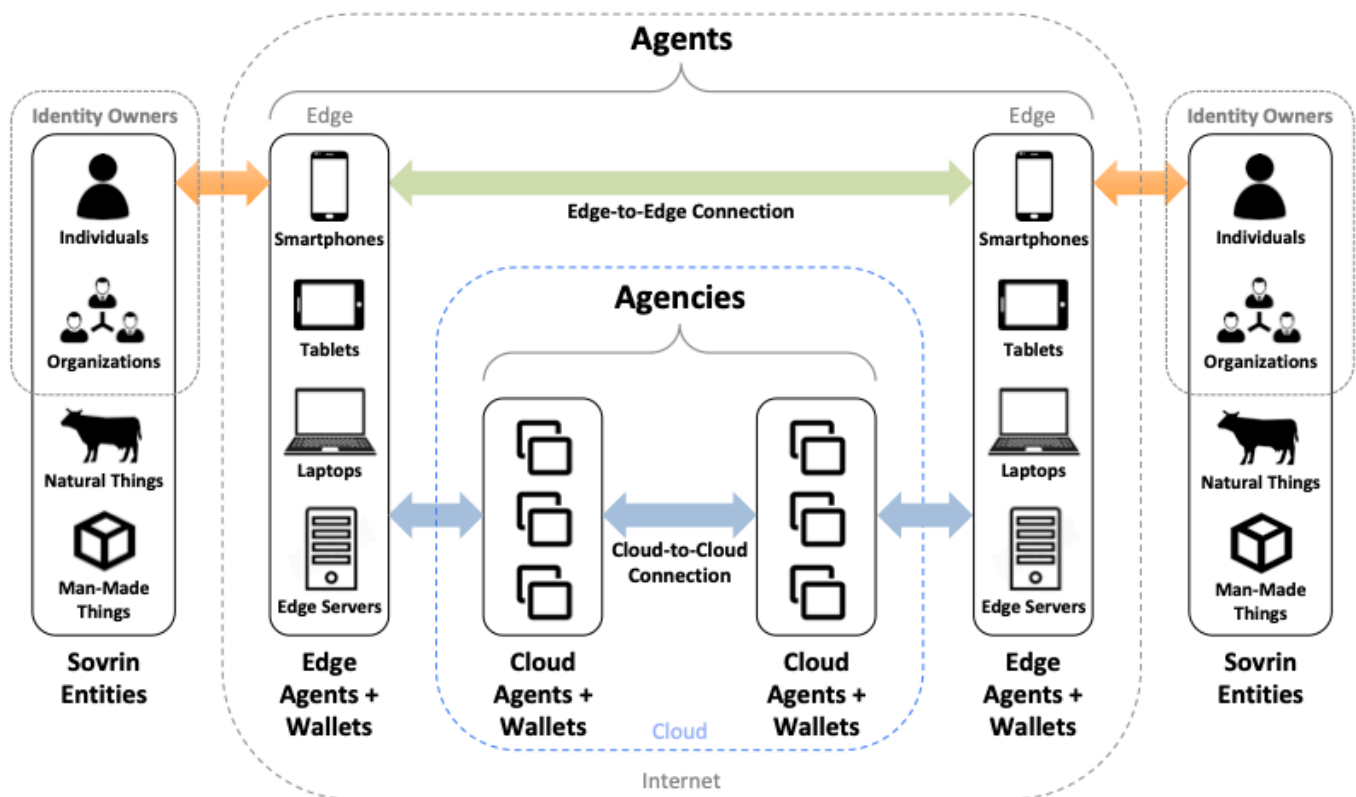 Agents
Identity Owners
Edge
Edge
Identity Owners
Individuals
Smartphones
Edge-to-Edge Connection
Smartphones
Individuals
Agencies
Organizations
Tablets
Tablets
Organizations
Natural Things
Laptops
Laptops
Natural Things
Cloud-to-Cloud
Connection
Man-Made
Things
Edge Servers
Edge Servers
Man-Made
Things
Sovrin
Entities
Edge
Agents +
Wallets
Cloud
Agents +
Wallets
Cloud
Agents +
Wallets
Edge
Agents +
Wallets
Sovrin
Entities
Cloud
Internet